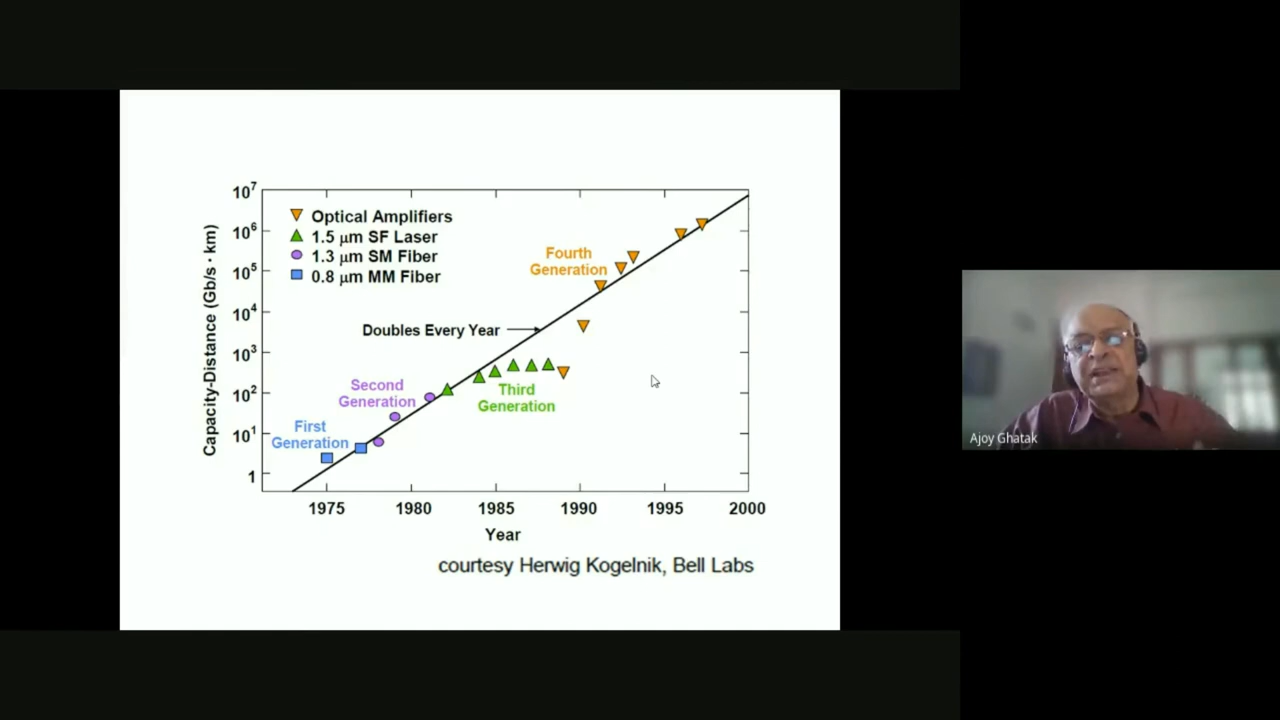 10⁷
10⁶
10⁵
10⁴
10³
10²
10¹
1
Capacity-Distance (Gb/s · km)
Optical Amplifiers
1.5 μm SF Laser
1.3 μm SM Fiber
0.8 μm MM Fiber
Fourth
Generation
Doubles Every Year
Second
Generation
Third
Generation
First
Generation
1975 1980 1985 1990 1995 2000
Year
courtesy Herwig Kogelnik, Bell Labs
Ajoy Ghatak